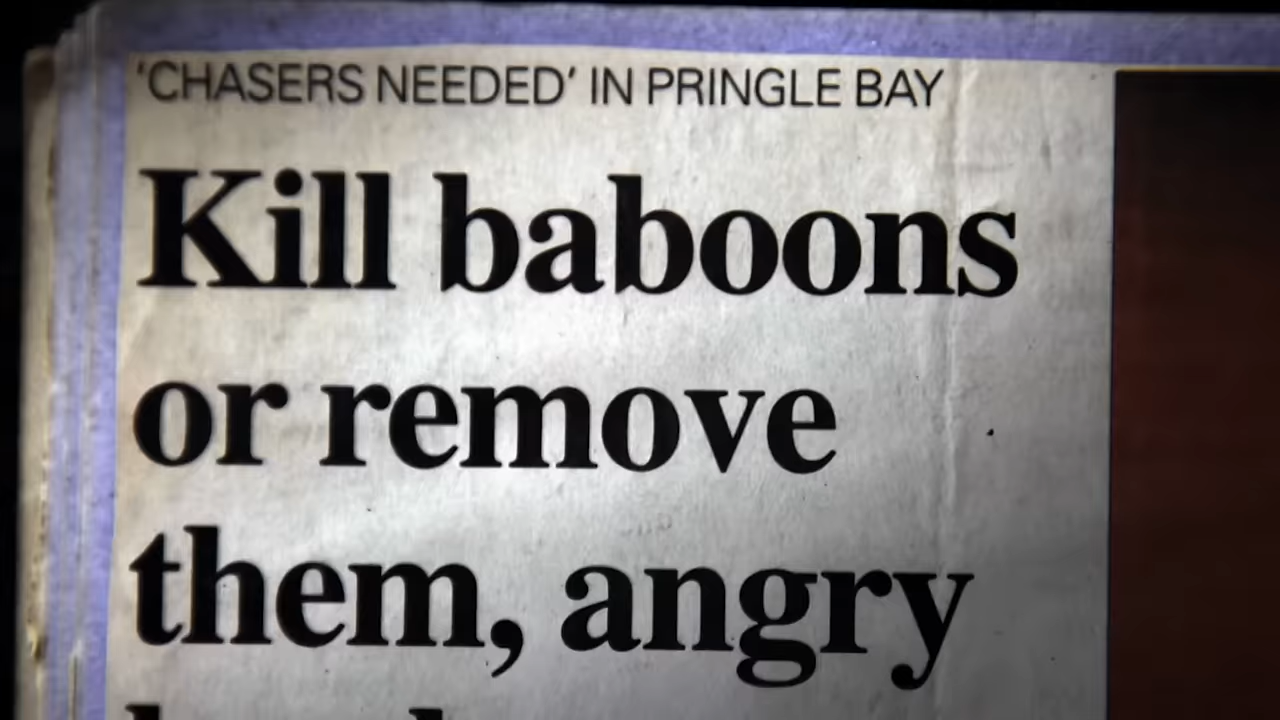 'CHASERS NEEDED' IN PRINGLE BAY
Kill baboons
or remove
them, angry